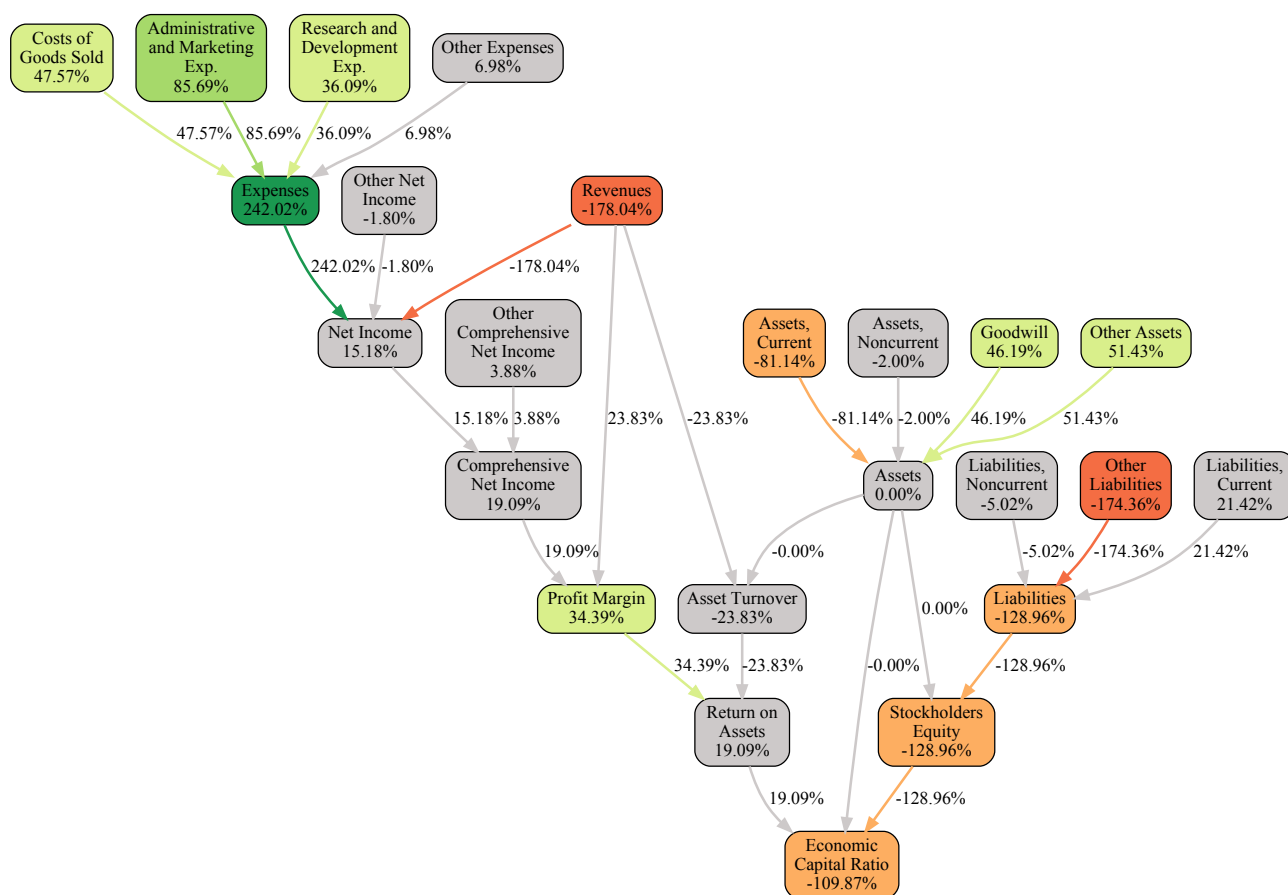 Costs of
Goods Sold
47.57%
Administrative
and Marketing
Exp.
85.69%
Research and
Development
Exp.
36.09%
Other Expenses
6.98%
47.57%
85.69%
36.09%
6.98%
Expenses
242.02%
Other Net
Income
-1.80%
Revenues
-178.04%
242.02%
-1.80%
-178.04%
Net Income
15.18%
Other
Comprehensive
Net Income
3.88%
Assets,
Current
-81.14%
Assets,
Noncurrent
-2.00%
Goodwill
46.19%
Other Assets
51.43%
15.18%
3.88%
23.83%
-23.83%
-81.14%
-2.00%
46.19%
51.43%
Comprehensive
Net Income
19.09%
Assets
0.00%
Liabilities,
Noncurrent
-5.02%
Other
Liabilities
-174.36%
Liabilities,
Current
21.42%
19.09%
-0.00%
-5.02%
-174.36%
21.42%
Profit Margin
34.39%
Asset Turnover
-23.83%
0.00%
Liabilities
-128.96%
34.39%
-23.83%
-0.00%
-128.96%
Return on
Assets
19.09%
Stockholders
Equity
-128.96%
19.09%
-128.96%
Economic
Capital Ratio
-109.87%